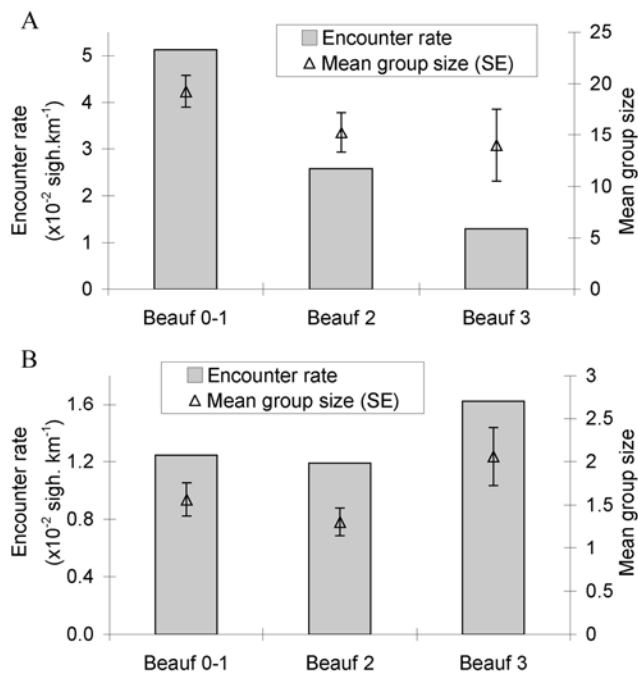 A
Encounter rate
Mean group size (SE)
Encounter rate
(x10⁻² sigh.km⁻¹)
5
4
3
2
1
0
25
20
15
10
5
0
Mean group size
Beauf 0-1 Beauf 2 Beauf 3
B
Encounter rate
Mean group size (SE)
Encounter rate
(x10⁻² sigh. km⁻¹)
1.6
1.2
0.8
0.4
0.0
3
2.5
2
1.5
1
0.5
0
Mean group size
Beauf 0-1 Beauf 2 Beauf 3